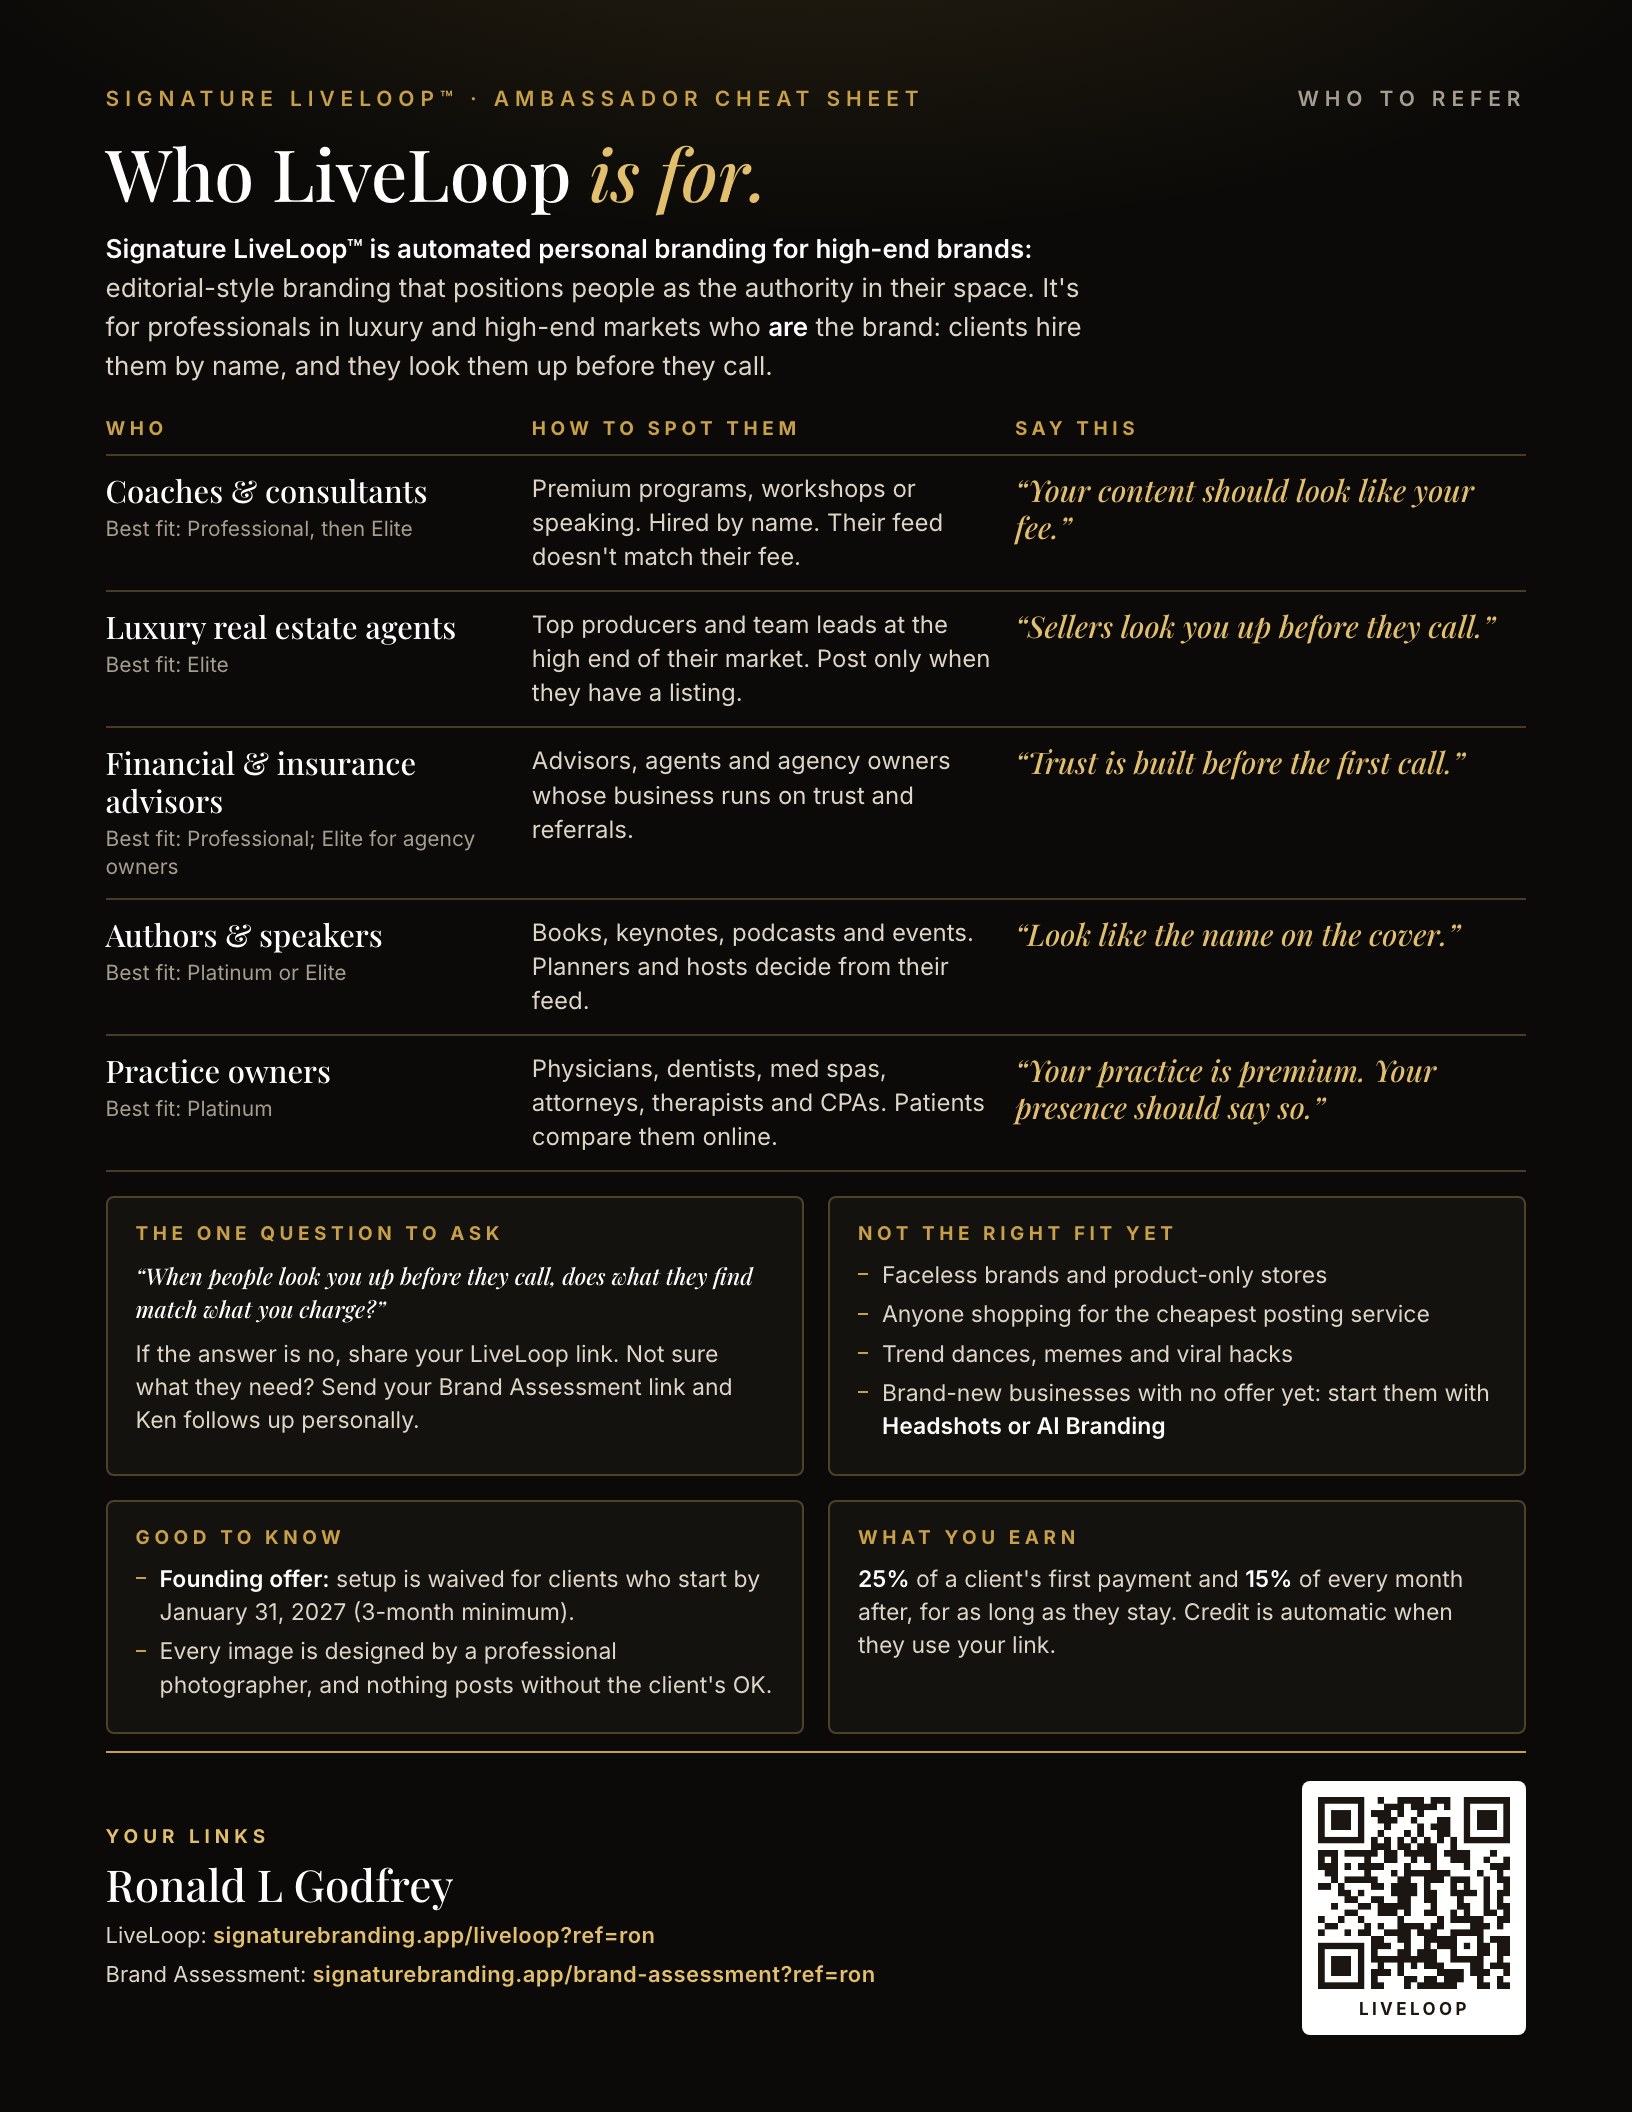 SIGNATURE LIVELOOP™ · AMBASSADOR CHEAT SHEET
WHO TO REFER
Who LiveLoop is for.
Signature LiveLoop™ is automated personal branding for high-end brands:
editorial-style branding that positions people as the authority in their space. It's
for professionals in luxury and high-end markets who are the brand: clients hire
them by name, and they look them up before they call.
WHO
HOW TO SPOT THEM
SAY THIS
Coaches & consultants
Best fit: Professional, then Elite
Premium programs, workshops or
speaking. Hired by name. Their feed
doesn't match their fee.
“Your content should look like your
fee.”
Luxury real estate agents
Best fit: Elite
Top producers and team leads at the
high end of their market. Post only when
they have a listing.
“Sellers look you up before they call.”
Financial & insurance
advisors
Best fit: Professional; Elite for agency
owners
Advisors, agents and agency owners
whose business runs on trust and
referrals.
“Trust is built before the first call.”
Authors & speakers
Best fit: Platinum or Elite
Books, keynotes, podcasts and events.
Planners and hosts decide from their
feed.
“Look like the name on the cover.”
Practice owners
Best fit: Platinum
Physicians, dentists, med spas,
attorneys, therapists and CPAs. Patients
compare them online.
“Your practice is premium. Your
presence should say so.”
THE ONE QUESTION TO ASK
“When people look you up before they call, does what they find
match what you charge?”
If the answer is no, share your LiveLoop link. Not sure
what they need? Send your Brand Assessment link and
Ken follows up personally.
NOT THE RIGHT FIT YET
– Faceless brands and product-only stores
– Anyone shopping for the cheapest posting service
– Trend dances, memes and viral hacks
– Brand-new businesses with no offer yet: start them with
Headshots or AI Branding
GOOD TO KNOW
– Founding offer: setup is waived for clients who start by
January 31, 2027 (3-month minimum).
– Every image is designed by a professional
photographer, and nothing posts without the client's OK.
WHAT YOU EARN
25% of a client's first payment and 15% of every month
after, for as long as they stay. Credit is automatic when
they use your link.
YOUR LINKS
Ronald L Godfrey
LiveLoop: signaturebranding.app/liveloop?ref=ron
Brand Assessment: signaturebranding.app/brand-assessment?ref=ron
LIVELOOP